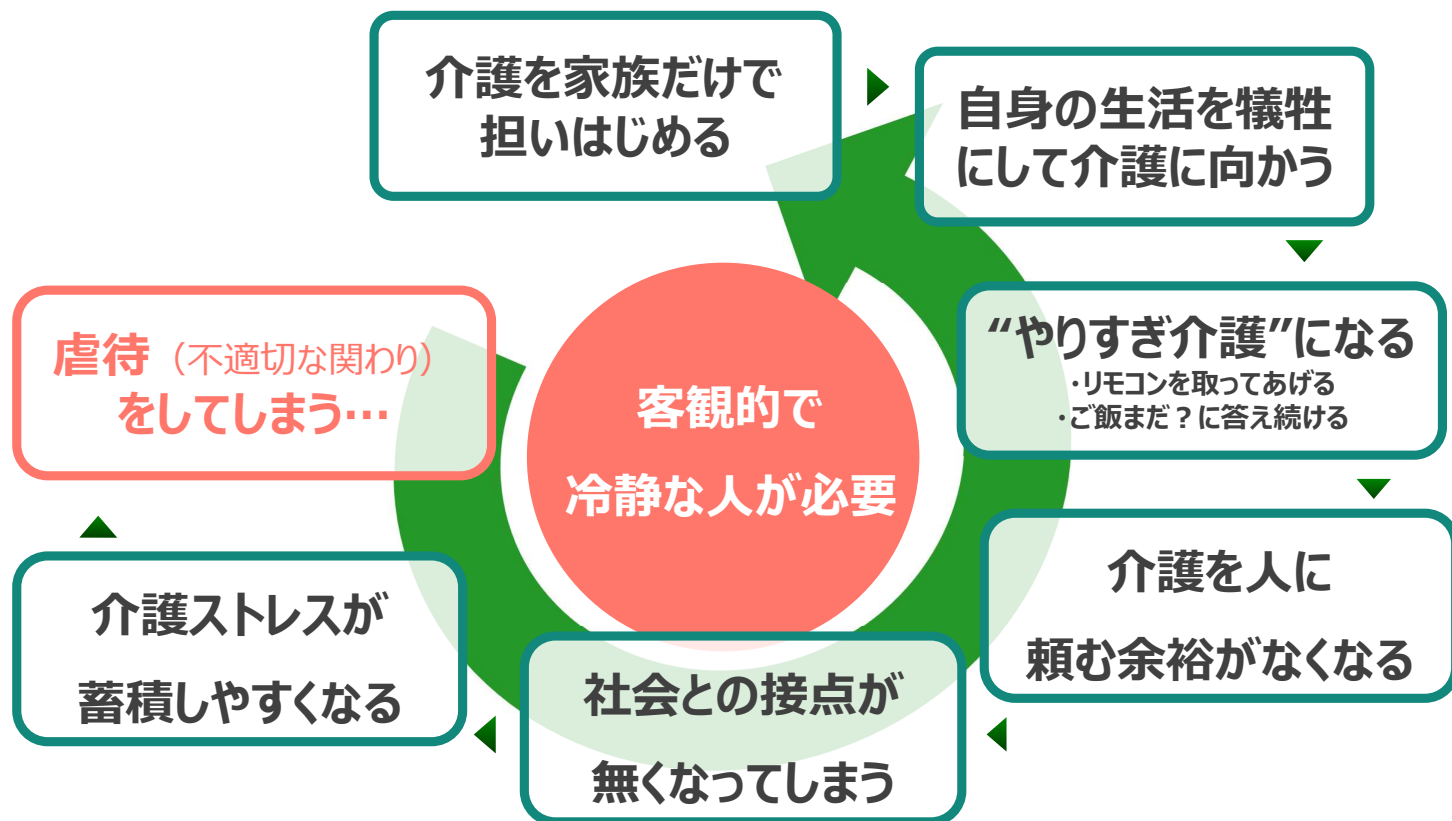 介護を家族だけで
担いはじめる
自身の生活を犠牲
にして介護に向かう
“やりすぎ介護”になる
・リモコンを取ってあげる
・ご飯まだ？に答え続ける
介護を人に
頼む余裕がなくなる
社会との接点が
無くなってしまう
介護ストレスが
蓄積しやすくなる
虐待（不適切な関わり）
をしてしまう…
客観的で
冷静な人が必要